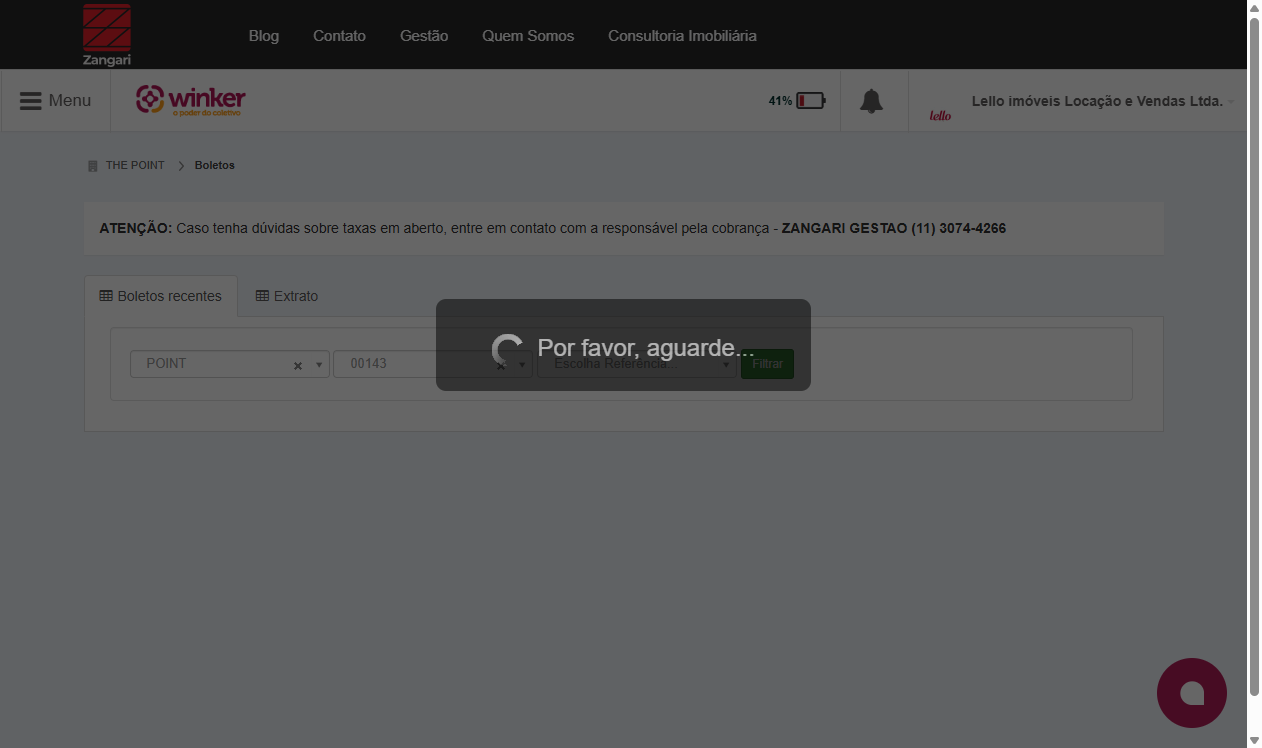 Zangari
Blog Contato Gestão Quem Somos Consultoria Imobiliária
Menu
winker
o poder do coletivo
41%
lello
Lello imóveis Locação e Vendas Ltda.
THE POINT Boletos
ATENÇÃO: Caso tenha dúvidas sobre taxas em aberto, entre em contato com a responsável pela cobrança - ZANGARI GESTAO (11) 3074-4266
Boletos recentes Extrato
Por favor, aguarde...
POINT 00143 Escolha Referência... Filtrar